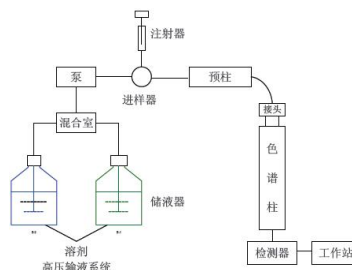 注射器
泵
预柱
进样器
接头
混合室
色谱柱
储液器
溶剂
高压输液系统
检测器
工作站